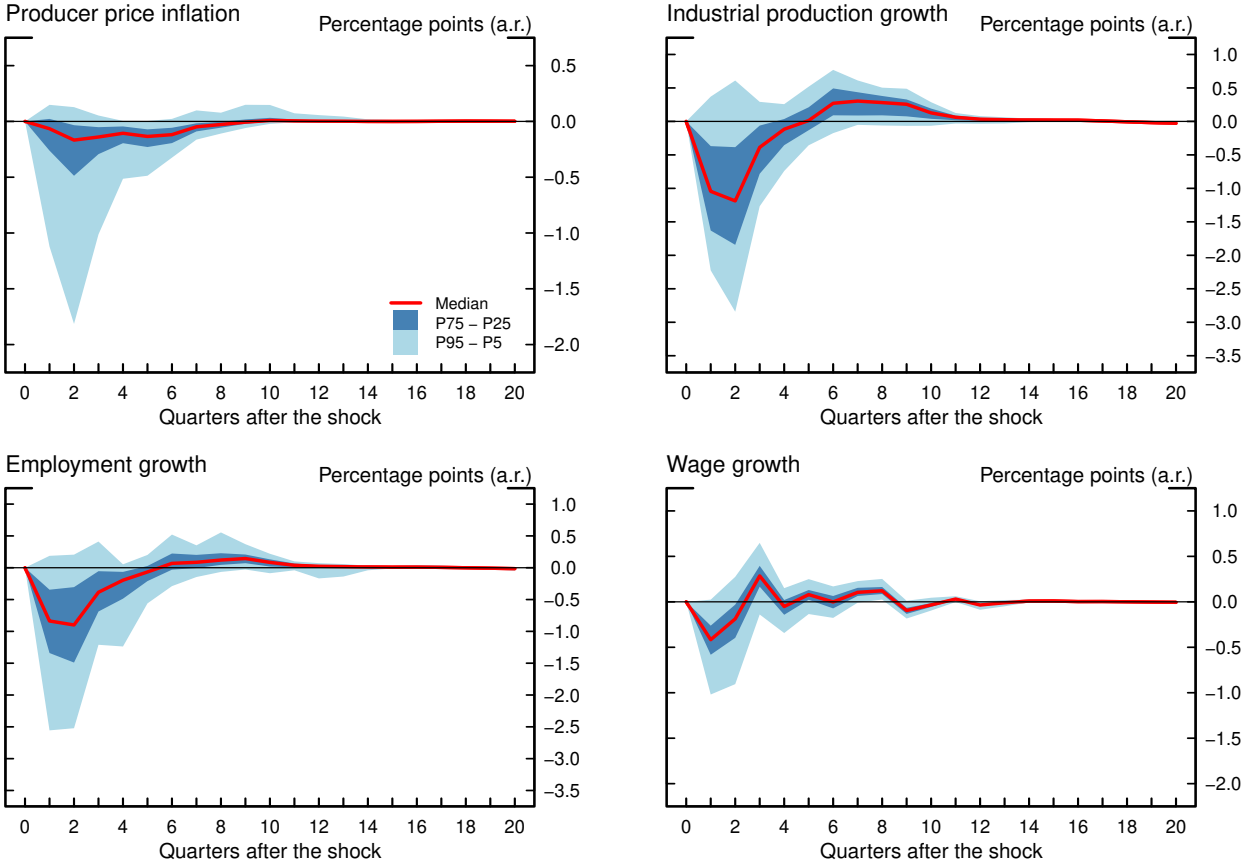 Producer price inflation
Percentage points (a.r.)
0.5
0.0
−0.5
−1.0
−1.5
−2.0
Median
P75 − P25
P95 − P5
0 2 4 6 8 10 12 14 16 18 20
Quarters after the shock
Industrial production growth
Percentage points (a.r.)
1.0
0.5
0.0
−0.5
−1.0
−1.5
−2.0
−2.5
−3.0
−3.5
0 2 4 6 8 10 12 14 16 18 20
Quarters after the shock
Employment growth
Percentage points (a.r.)
1.0
0.5
0.0
−0.5
−1.0
−1.5
−2.0
−2.5
−3.0
−3.5
0 2 4 6 8 10 12 14 16 18 20
Quarters after the shock
Wage growth
Percentage points (a.r.)
1.0
0.5
0.0
−0.5
−1.0
−1.5
−2.0
0 2 4 6 8 10 12 14 16 18 20
Quarters after the shock